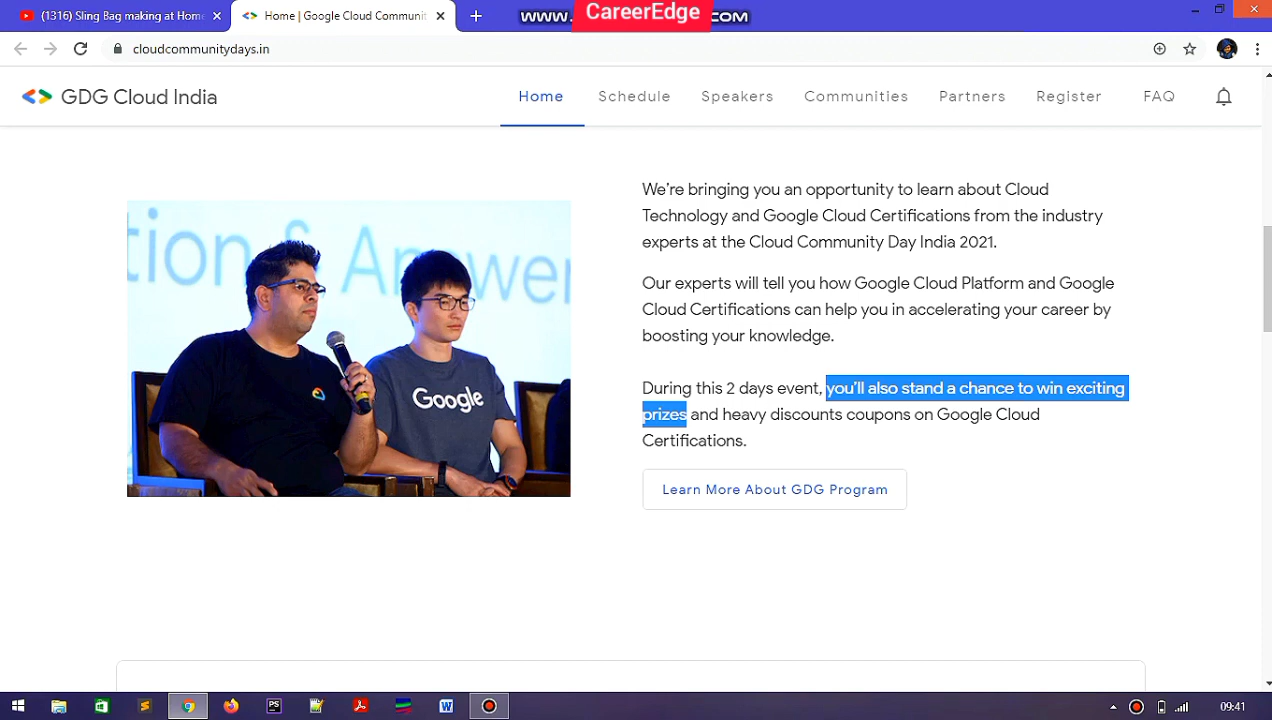 (1316) Sling Bag making at Home
Home | Google Cloud Communit
www.
CareerEdge
COM
cloudcommunitydays.in
GDG Cloud India
Home
Schedule
Speakers
Communities
Partners
Register
FAQ
tion & Answer
Google
We're bringing you an opportunity to learn about Cloud
Technology and Google Cloud Certifications from the industry
experts at the Cloud Community Day India 2021.
Our experts will tell you how Google Cloud Platform and Google
Cloud Certifications can help you in accelerating your career by
boosting your knowledge.
During this 2 days event, you'll also stand a chance to win exciting
prizes and heavy discounts coupons on Google Cloud
Certifications.
Learn More About GDG Program
PS
W
09:41